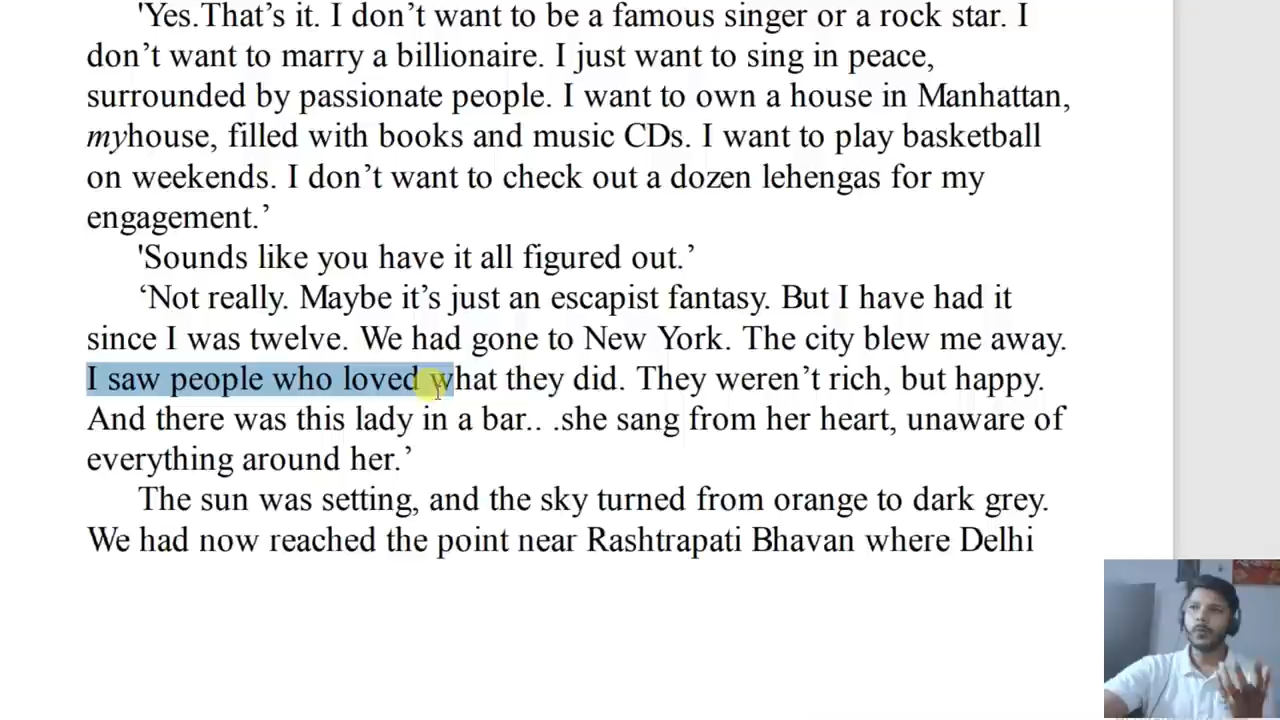 'Yes.That’s it. I don’t want to be a famous singer or a rock star. I
don’t want to marry a billionaire. I just want to sing in peace,
surrounded by passionate people. I want to own a house in Manhattan,
myhouse, filled with books and music CDs. I want to play basketball
on weekends. I don’t want to check out a dozen lehengas for my
engagement.’
'Sounds like you have it all figured out.’
‘Not really. Maybe it’s just an escapist fantasy. But I have had it
since I was twelve. We had gone to New York. The city blew me away.
I saw people who loved what they did. They weren’t rich, but happy.
And there was this lady in a bar.. .she sang from her heart, unaware of
everything around her.’
The sun was setting, and the sky turned from orange to dark grey.
We had now reached the point near Rashtrapati Bhavan where Delhi